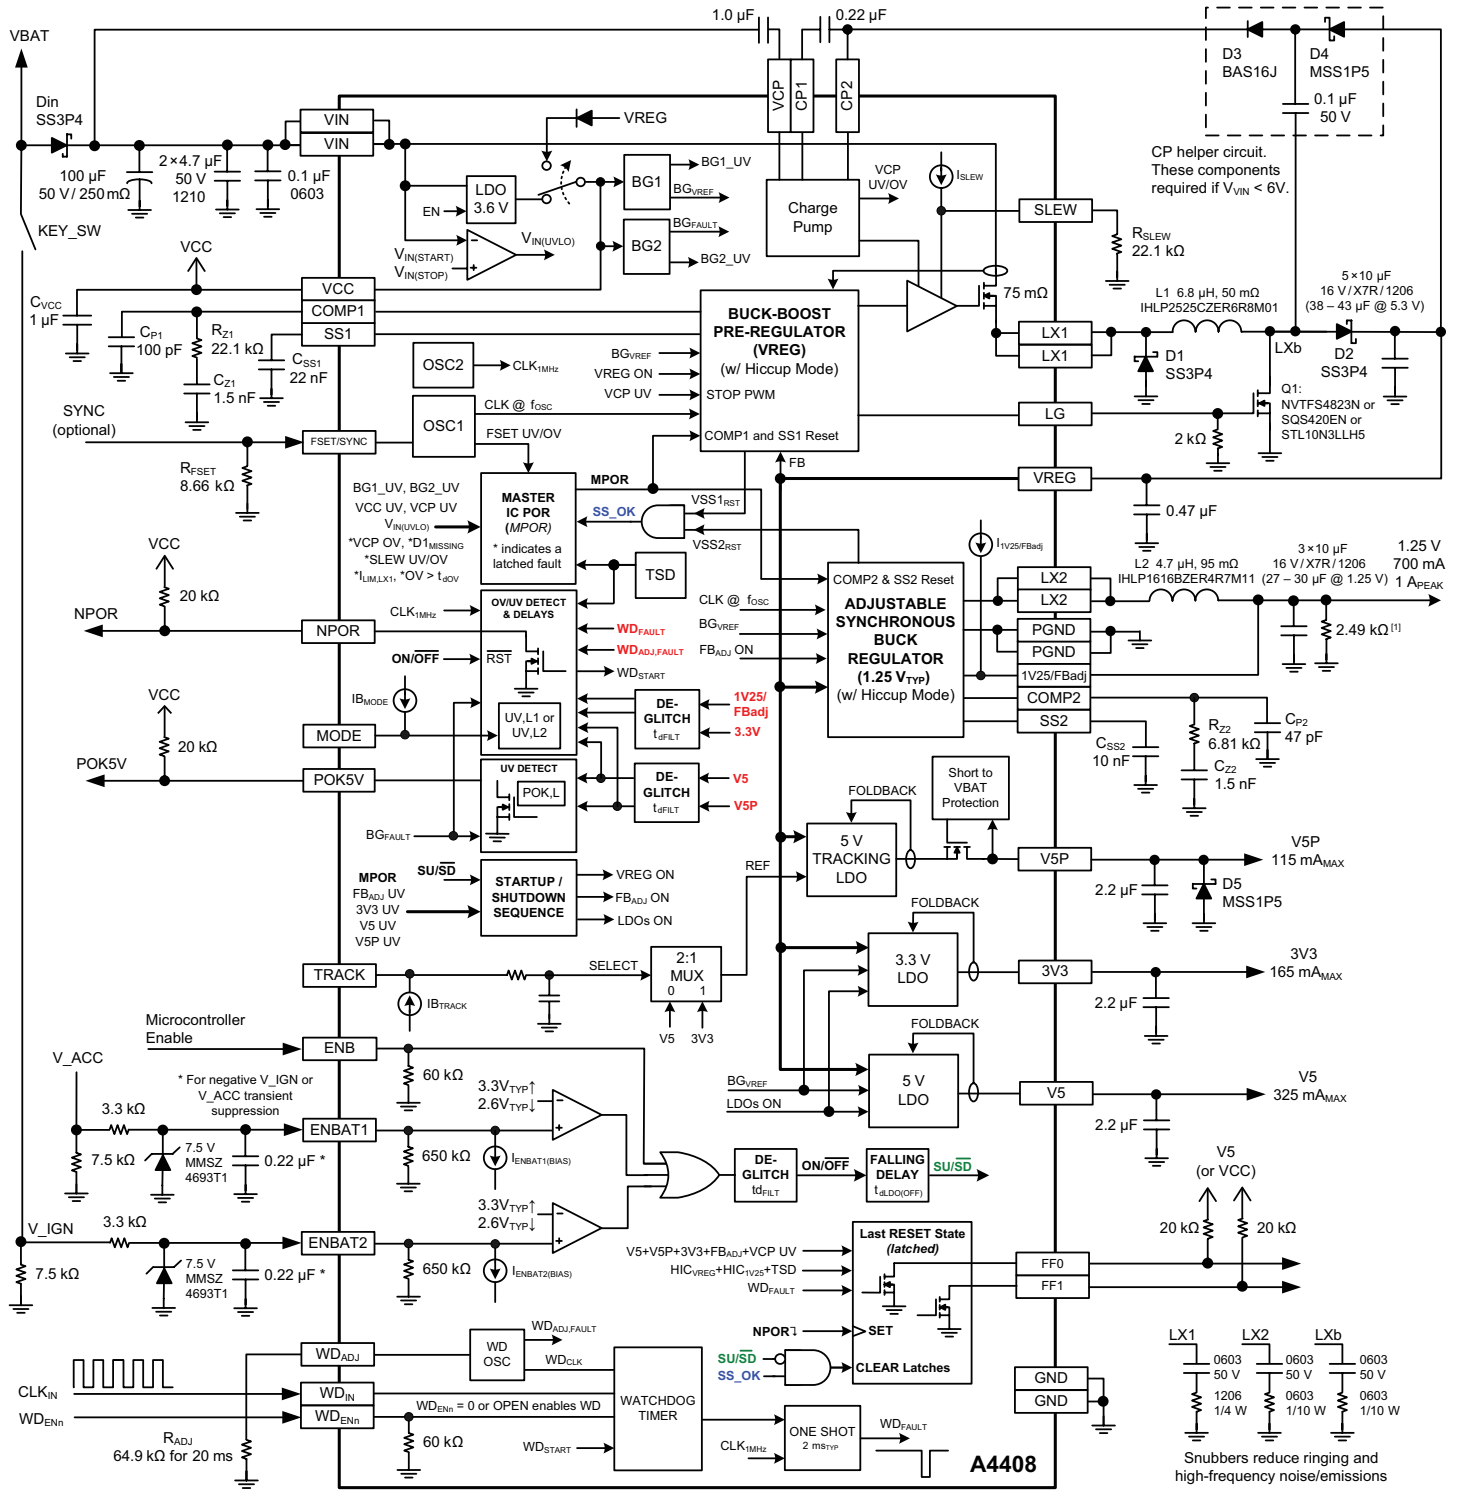 1.0 µF
0.22 µF
VBAT
D3
BAS16J
D4
MSS1P5
0.1 µF
50 V
CP helper circuit.
These components
required if VVIN < 6V.
Din
SS3P4
VIN
VIN
VCP
CP1
CP2
VREG
100 µF
50 V / 250 mΩ
2×4.7 µF
50 V
1210
0.1 µF
0603
LDO
3.6 V
EN
BG1
BG1_UV
BGVREF
BG2
BGFAULT
BG2_UV
VIN(START)
VIN(STOP)
VIN(UVLO)
Charge
Pump
VCP
UV/OV
ISLEW
SLEW
RSLEW
22.1 kΩ
KEY_SW
VCC
CVCC
1 µF
VCC
COMP1
SS1
CP1
100 pF
RZ1
22.1 kΩ
CZ1
1.5 nF
CSS1
22 nF
BUCK-BOOST
PRE-REGULATOR
(VREG)
(w/ Hiccup Mode)
STOP PWM
COMP1 and SS1 Reset
BGVREF
VREG ON
VCP UV
75 mΩ
LX1
LX1
L1 6.8 µH, 50 mΩ
IHLP2525CZER6R8M01
5×10 µF
16 V / X7R / 1206
(38 – 43 µF @ 5.3 V)
D1
SS3P4
LXb
D2
SS3P4
Q1:
NVTFS4823N or
SQS420EN or
STL10N3LLH5
LG
2 kΩ
OSC2
CLK1MHz
OSC1
CLK @ fOSC
FSET UV/OV
SYNC
(optional)
FSET/SYNC
RFSET
8.66 kΩ
FB
VREG
0.47 µF
BG1_UV, BG2_UV
VCC UV, VCP UV
VIN(UVLO)
*VCP OV, *D1MISSING
*SLEW UV/OV
*ILIM,LX1, *OV > tdOV
MASTER
IC POR
(MPOR)
* indicates a
latched fault
MPOR
SS_OK
VSS1RST
VSS2RST
TSD
I1V25/FBadj
VCC
20 kΩ
NPOR
NPOR
CLK1MHz
OV/UV DETECT
& DELAYS
ON/OFF
RST
WDFAULT
WDADJ,FAULT
WDSTART
IBMODE
UV,L1 or
UV,L2
DE-
GLITCH
tdFILT
1V25/
FBadj
3.3V
MODE
VCC
20 kΩ
POK5V
POK5V
UV DETECT
POK,L
BGFAULT
DE-
GLITCH
tdFILT
V5
V5P
COMP2 & SS2 Reset
ADJUSTABLE
SYNCHRONOUS
BUCK
REGULATOR
(1.25 VTYP)
(w/ Hiccup Mode)
CLK @ fOSC
BGVREF
FBADJ ON
LX2
LX2
PGND
PGND
1V25/FBadj
COMP2
SS2
L2 4.7 µH, 95 mΩ
IHLP1616BZER4R7M11
3×10 µF
16 V / X7R / 1206
(27 – 30 µF @ 1.25 V)
1.25 V
700 mA
1 APEAK
2.49 kΩ [1]
CSS2
10 nF
RZ2
6.81 kΩ
CZ2
1.5 nF
CP2
47 pF
Short to
VBAT
Protection
FOLDBACK
5 V
TRACKING
LDO
REF
V5P
2.2 µF
D5
MSS1P5
V5P
115 mAMAX
MPOR
FBADJ UV
3V3 UV
V5 UV
V5P UV
SU/SD
STARTUP /
SHUTDOWN
SEQUENCE
VREG ON
FBADJ ON
LDOs ON
TRACK
IBTRACK
SELECT
2:1
MUX
0 1
V5 3V3
FOLDBACK
3.3 V
LDO
3V3
2.2 µF
3V3
165 mAMAX
FOLDBACK
5 V
LDO
BGVREF
LDOs ON
V5
2.2 µF
V5
325 mAMAX
Microcontroller
Enable
ENB
60 kΩ
V_ACC
* For negative V_IGN or
V_ACC transient
suppression
3.3 kΩ
7.5 kΩ
7.5 V
MMSZ
4693T1
0.22 µF *
ENBAT1
650 kΩ
IENBAT1(BIAS)
3.3VTYP↑
2.6VTYP↓
DE-
GLITCH
tdFILT
ON/OFF
FALLING
DELAY
tdLDO(OFF)
SU/SD
V_IGN
3.3 kΩ
7.5 kΩ
7.5 V
MMSZ
4693T1
0.22 µF *
ENBAT2
650 kΩ
IENBAT2(BIAS)
3.3VTYP↑
2.6VTYP↓
V5
(or VCC)
20 kΩ
20 kΩ
Last RESET State
(latched)
V5+V5P+3V3+FBADJ+VCP UV
HICVREG+HIC1V25+TSD
WDFAULT
NPOR↴
SET
SU/SD
SS_OK
CLEAR Latches
FF0
FF1
WDADJ
WD
OSC
WDADJ,FAULT
WDCLK
CLKIN
WDENn
WDIN
WDENn
WDENn = 0 or OPEN enables WD
RADJ
64.9 kΩ for 20 ms
60 kΩ
WATCHDOG
TIMER
WDSTART
CLK1MHz
ONE SHOT
2 msTYP
WDFAULT
GND
GND
A4408
LX1
0603
50 V
1206
1/4 W
LX2
0603
50 V
0603
1/10 W
LXb
0603
50 V
0603
1/10 W
Snubbers reduce ringing and
high-frequency noise/emissions